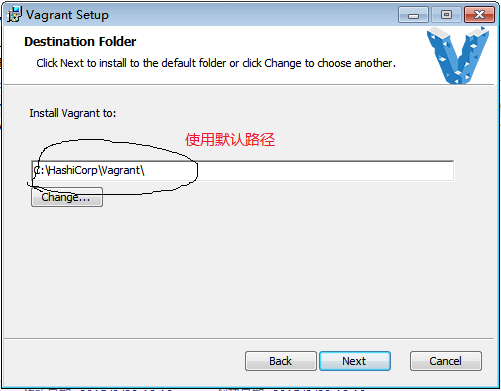 Vagrant Setup
Destination Folder
Click Next to install to the default folder or click Change to choose another.
Install Vagrant to:
使用默认路径
C:\HashiCorp\Vagrant\
Change...
Back
Next
Cancel